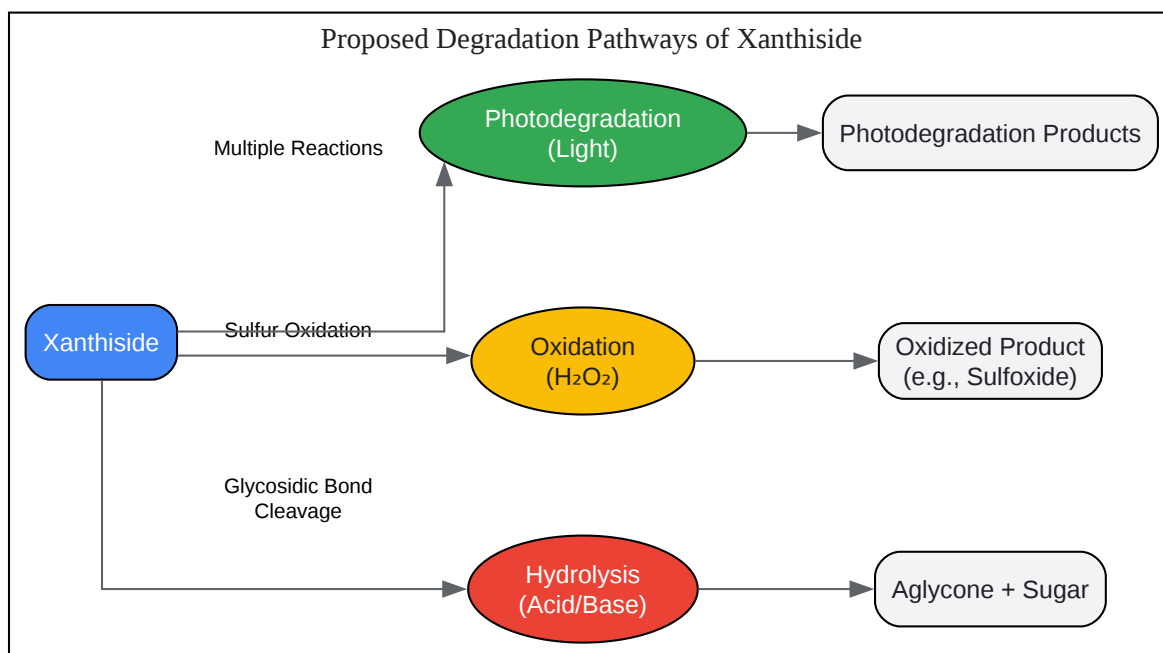 Proposed Degradation Pathways of Xanthiside
Multiple Reactions
Photodegradation
(Light)
Photodegradation Products
Xanthiside
Sulfur Oxidation
Oxidation
(H₂O₂)
Oxidized Product
(e.g., Sulfoxide)
Glycosidic Bond
Cleavage
Hydrolysis
(Acid/Base)
Aglycone + Sugar